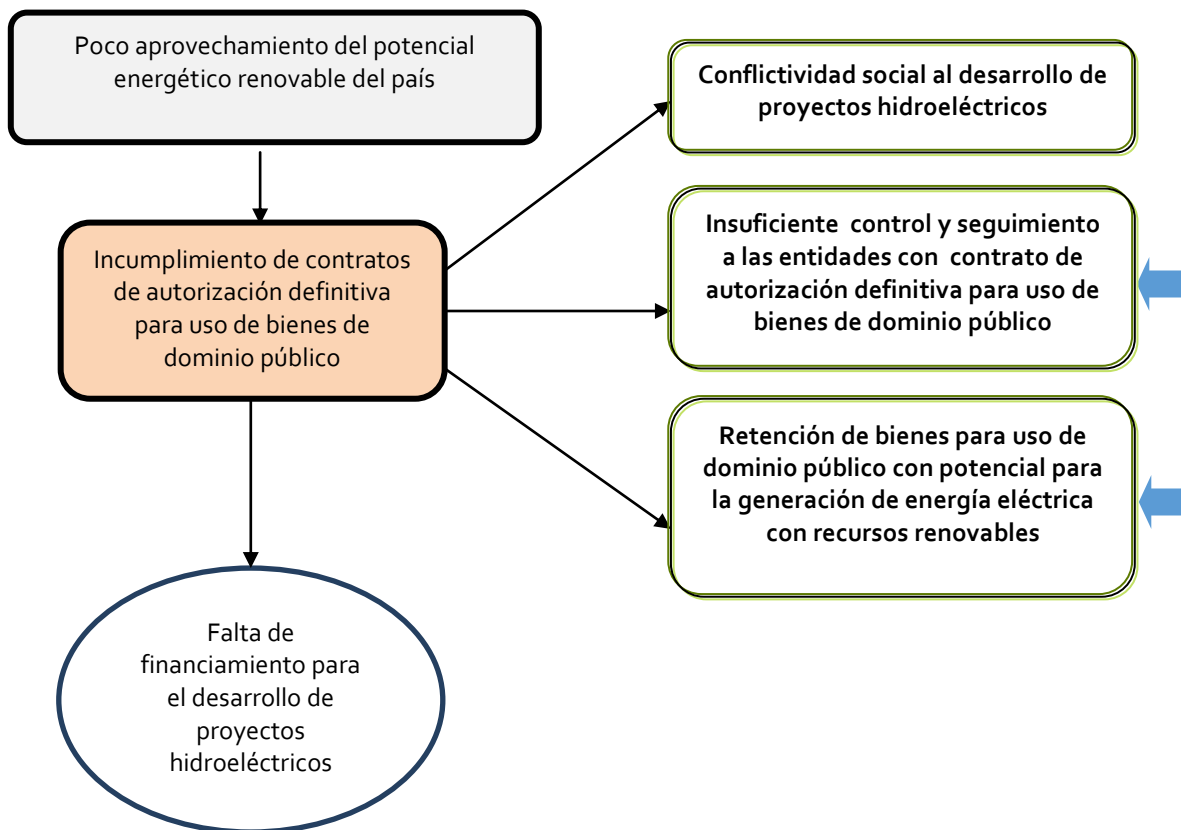 Poco aprovechamiento del potencial
energético renovable del país
Conflictividad social al desarrollo de
proyectos hidroeléctricos
Incumplimiento de contratos
de autorización definitiva
para uso de bienes de
dominio público
Insuficiente  control y seguimiento
a las entidades con  contrato de
autorización definitiva para uso de
bienes de dominio público
Retención de bienes para uso de
dominio público con potencial para
la generación de energía eléctrica
con recursos renovables
Falta de
financiamiento para
el desarrollo de
proyectos
hidroeléctricos